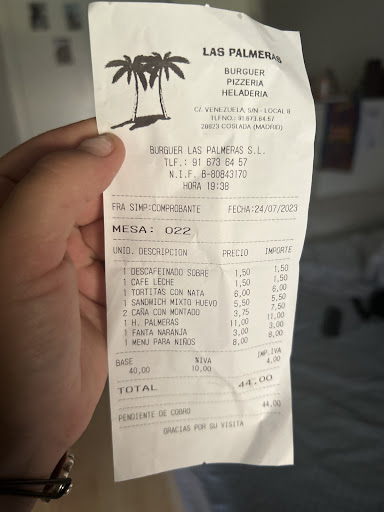 LAS PALMERAS
BURGUER
PIZZERIA
HELADERIA
C/. VENEZUELA, S/N - LOCAL 8
TLFNO.: 91 673 64 57
28823 COSLADA (MADRID)
BURGUER LAS PALMERAS S.L.
TLF.: 91 673 64 57
N.I.F. B-80843170
HORA 19:38
FRA SIMP:COMPROBANTE FECHA:24/07/2023
MESA: 022
UNID. DESCRIPCION PRECIO IMPORTE
1 DESCAFEINADO SOBRE 1,50 1,50
1 CAFE LECHE 1,50 1,50
1 TORTITAS CON NATA 6,00 6,00
1 SANDWICH MIXTO HUEVO 5,50 5,50
2 CAÑA CON MONTADO 3,75 7,50
1 H. PALMERAS 11,00 11,00
1 FANTA NARANJA 3,00 3,00
1 MENU PARA NIÑOS 8,00 8,00
BASE %IVA IMP.IVA
40,00 10,00 4,00
TOTAL 44.00
PENDIENTE DE COBRO 44,00
GRACIAS POR SU VISITA